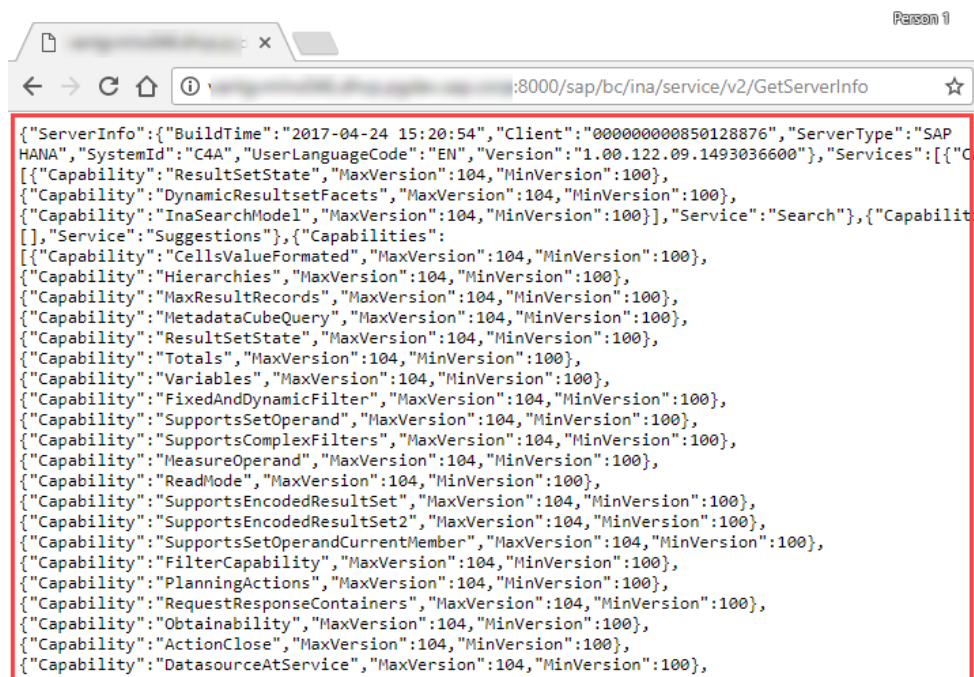 Person 1
:8000/sap/bc/ina/service/v2/GetServerInfo
{"ServerInfo":{"BuildTime":"2017-04-24 15:20:54","Client":"000000000850128876","ServerType":"SAP
HANA","SystemId":"C4A","UserLanguageCode":"EN","Version":"1.00.122.09.1493036600"},"Services":[{"C
[{"Capability":"ResultSetState","MaxVersion":104,"MinVersion":100},
{"Capability":"DynamicResultsetFacets","MaxVersion":104,"MinVersion":100},
{"Capability":"InaSearchModel","MaxVersion":104,"MinVersion":100}],"Service":"Search"},{"Capabilit
[],"Service":"Suggestions"},{"Capabilities":
[{"Capability":"CellsValueFormated","MaxVersion":104,"MinVersion":100},
{"Capability":"Hierarchies","MaxVersion":104,"MinVersion":100},
{"Capability":"MaxResultRecords","MaxVersion":104,"MinVersion":100},
{"Capability":"MetadataCubeQuery","MaxVersion":104,"MinVersion":100},
{"Capability":"ResultSetState","MaxVersion":104,"MinVersion":100},
{"Capability":"Totals","MaxVersion":104,"MinVersion":100},
{"Capability":"Variables","MaxVersion":104,"MinVersion":100},
{"Capability":"FixedAndDynamicFilter","MaxVersion":104,"MinVersion":100},
{"Capability":"SupportsSetOperand","MaxVersion":104,"MinVersion":100},
{"Capability":"SupportsComplexFilters","MaxVersion":104,"MinVersion":100},
{"Capability":"MeasureOperand","MaxVersion":104,"MinVersion":100},
{"Capability":"ReadMode","MaxVersion":104,"MinVersion":100},
{"Capability":"SupportsEncodedResultSet","MaxVersion":104,"MinVersion":100},
{"Capability":"SupportsEncodedResultSet2","MaxVersion":104,"MinVersion":100},
{"Capability":"SupportsSetOperandCurrentMember","MaxVersion":104,"MinVersion":100},
{"Capability":"FilterCapability","MaxVersion":104,"MinVersion":100},
{"Capability":"PlanningActions","MaxVersion":104,"MinVersion":100},
{"Capability":"RequestResponseContainers","MaxVersion":104,"MinVersion":100},
{"Capability":"Obtainability","MaxVersion":104,"MinVersion":100},
{"Capability":"ActionClose","MaxVersion":104,"MinVersion":100},
{"Capability":"DatasourceAtService","MaxVersion":104,"MinVersion":100},